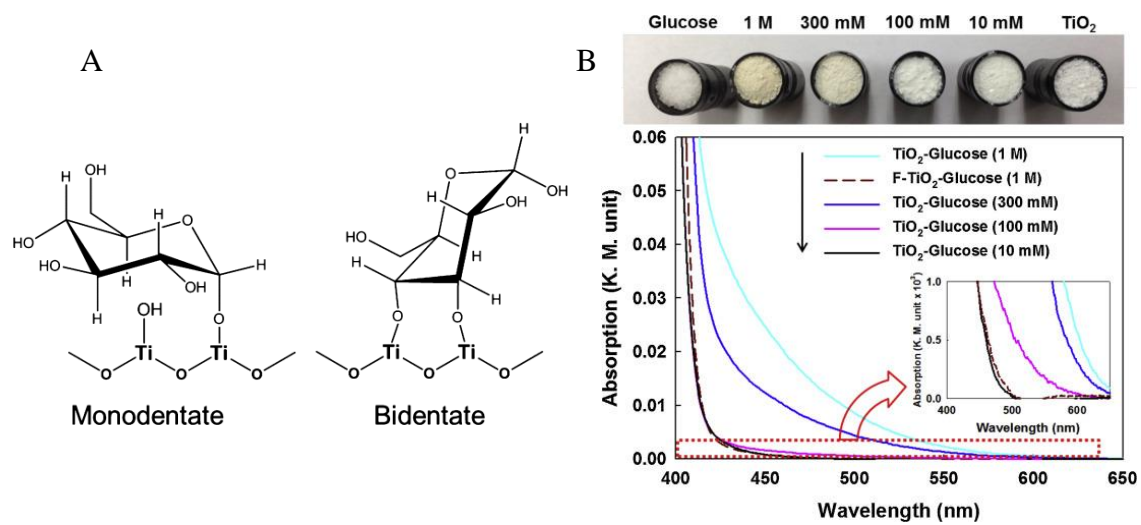 A
H
OH
O
H
HO
HO
H
H
OH
H
H
OH
O
Ti
Ti
O
O
O
Monodentate
H
O
OH
H
OH
HO
H
H
O
O
Ti
Ti
O
O
O
Bidentate
B
Glucose 1 M 300 mM 100 mM 10 mM TiO2
Absorption (K. M. unit)
0.06
0.05
0.04
0.03
0.02
0.01
0.00
400 450 500 550 600 650
Wavelength (nm)
TiO2-Glucose (1 M)
F-TiO2-Glucose (1 M)
TiO2-Glucose (300 mM)
TiO2-Glucose (100 mM)
TiO2-Glucose (10 mM)
Absorption (K. M. unit x 10³)
1.0
0.5
0.0
400 500 600
Wavelength (nm)